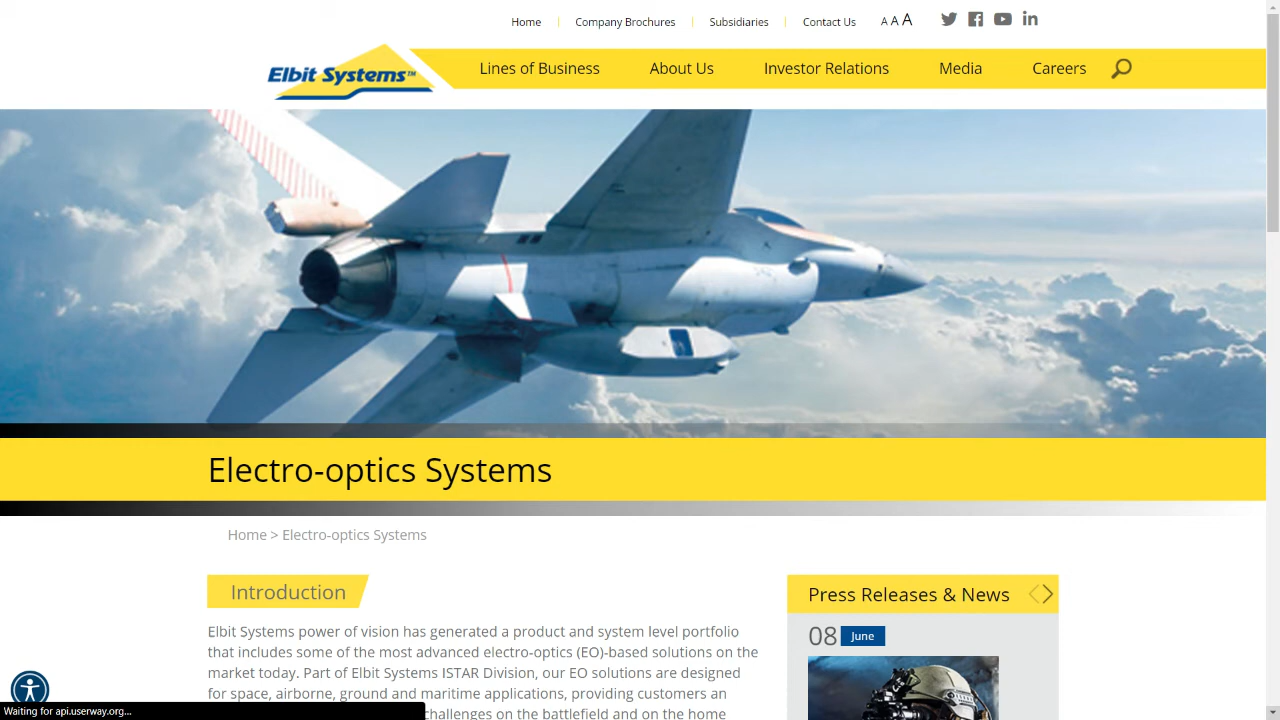 Home
Company Brochures
Subsidiaries
Contact Us
A A A
Elbit Systems™
Lines of Business
About Us
Investor Relations
Media
Careers
Electro-optics Systems
Home > Electro-optics Systems
Introduction
Elbit Systems power of vision has generated a product and system level portfolio
that includes some of the most advanced electro-optics (EO)-based solutions on the
market today. Part of Elbit Systems ISTAR Division, our EO solutions are designed
for space, airborne, ground and maritime applications, providing customers an
challenges on the battlefield and on the home
Press Releases & News
08 June
Waiting for api.userway.org...